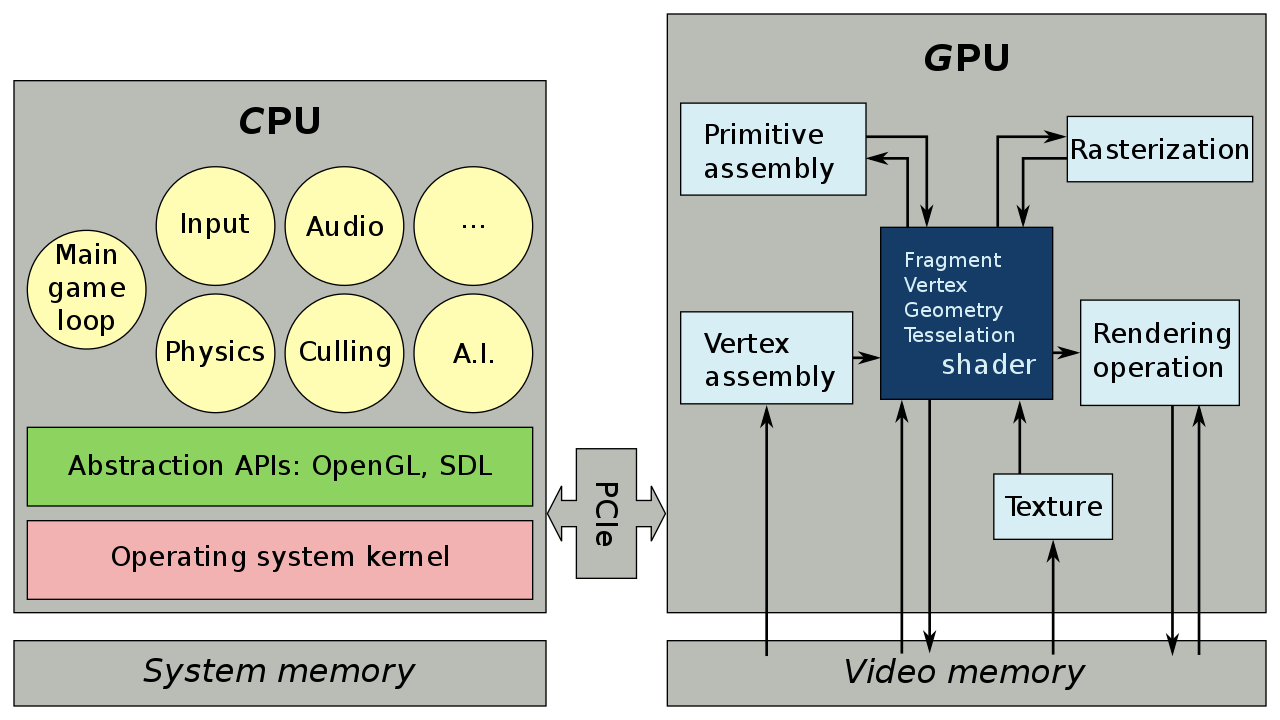 CPU
Input
Audio
...
Main
game
loop
Physics
Culling
A.I.
Abstraction APIs: OpenGL, SDL
Operating system kernel
System memory
PCIe
GPU
Primitive
assembly
Rasterization
Fragment
Vertex
Geometry
Tesselation
shader
Vertex
assembly
Rendering
operation
Texture
Video memory